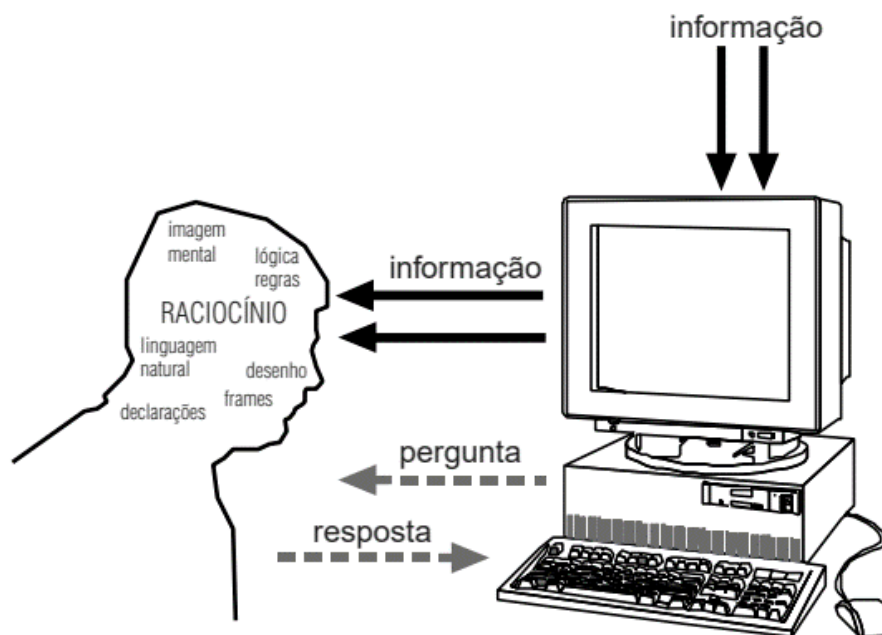 informação
imagem
mental
lógica
regras
RACIOCÍNIO
linguagem
natural
desenho
frames
declarações
informação
pergunta
resposta